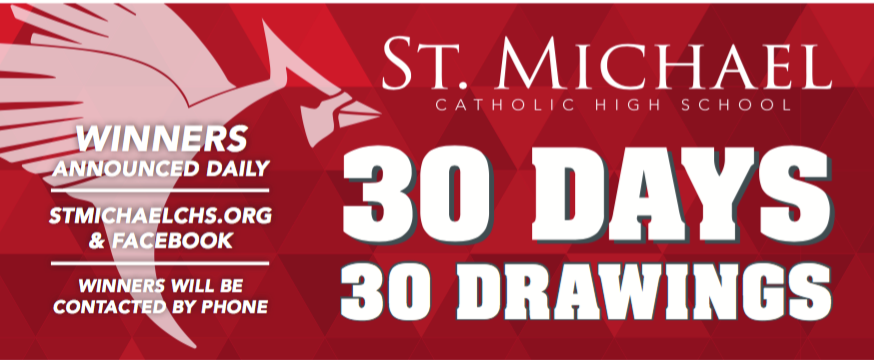 ST. MICHAEL
CATHOLIC HIGH SCHOOL
WINNERS
ANNOUNCED DAILY
STMICHAELCHS.ORG
& FACEBOOK
WINNERS WILL BE
CONTACTED BY PHONE
30 DAYS
30 DRAWINGS